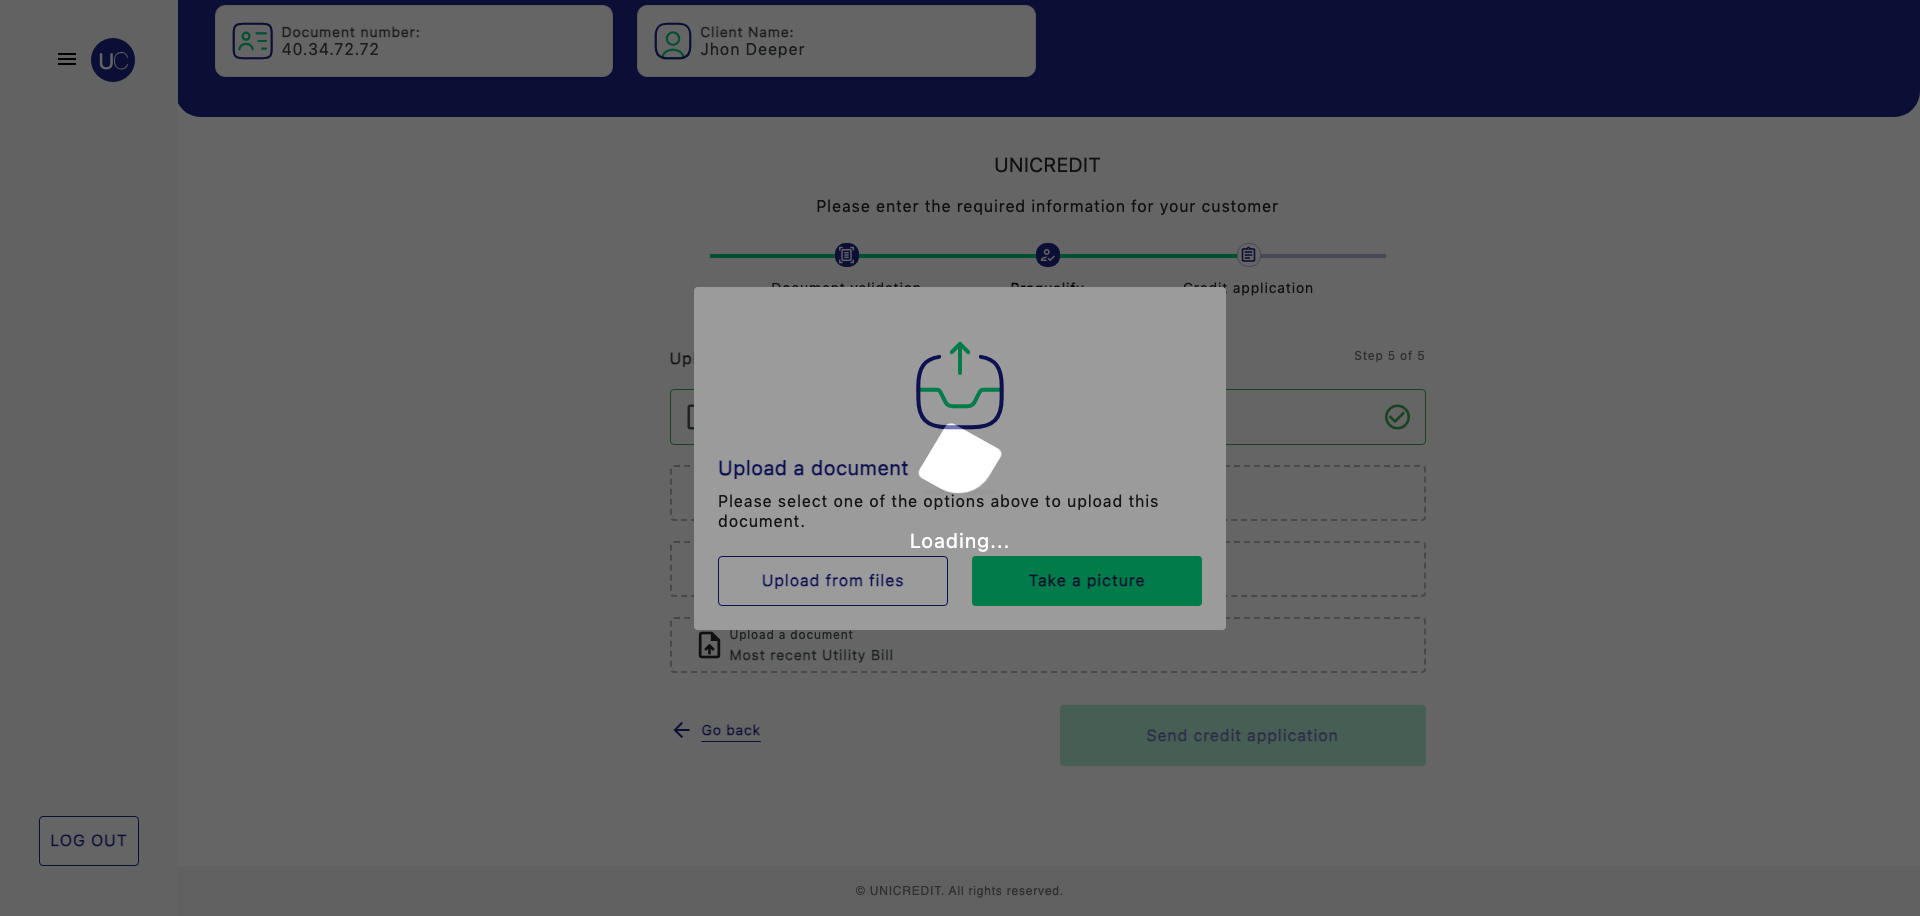 Document number:
40.34.72.72
Client Name:
Jhon Deeper
UC
UNICREDIT
Please enter the required information for your customer
Document validation
Prequalify
Credit application
Up
Step 5 of 5
Upload a document
Please select one of the options above to upload this
document.
Loading...
Upload from files
Take a picture
Upload a document
Most recent Utility Bill
Go back
Send credit application
LOG OUT
© UNICREDIT. All rights reserved.